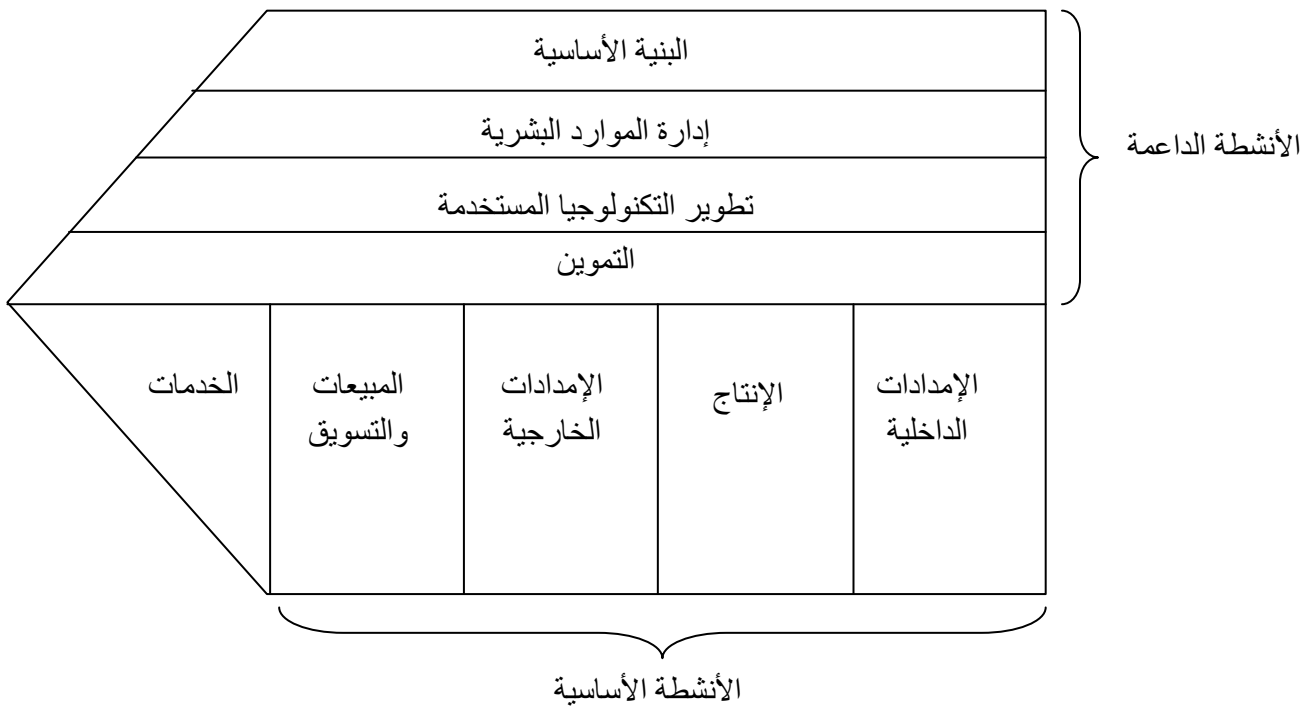 البنية الأساسية
إدارة الموارد البشرية
تطوير التكنولوجيا المستخدمة
التموين
الأنشطة الداعمة
الإمدادات
الداخلية
الإنتاج
الإمدادات
الخارجية
المبيعات
والتسويق
الخدمات
الأنشطة الأساسية